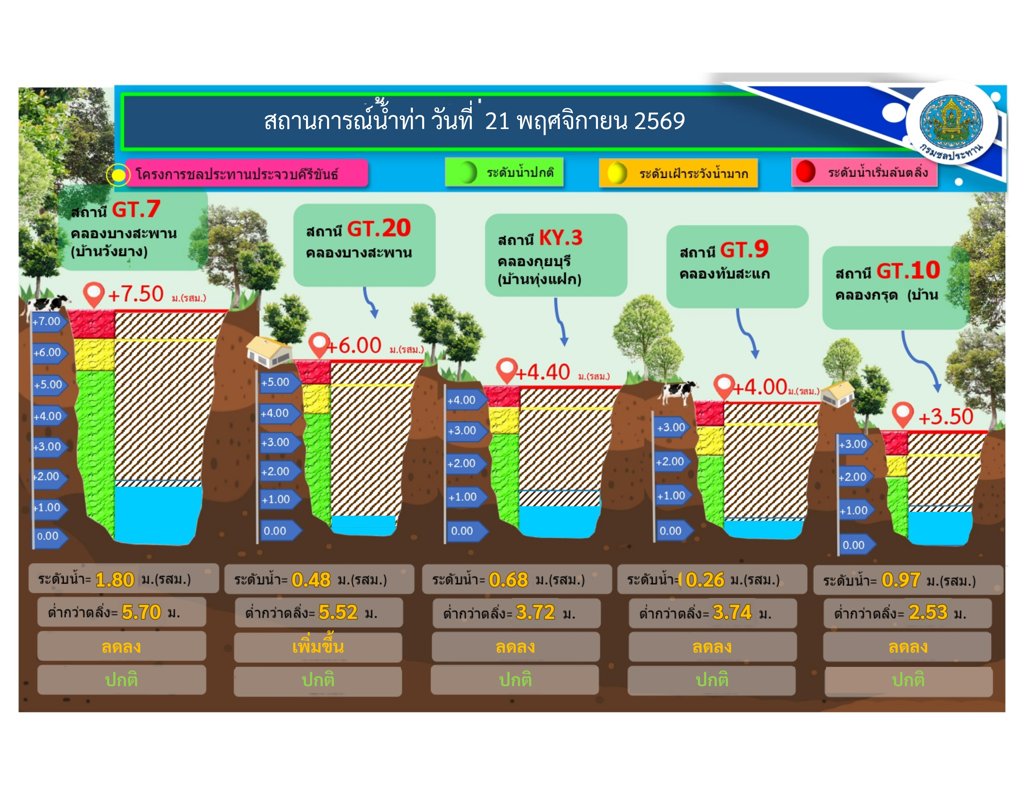 สถานการณ์น้ำท่า วันที่ 21 พฤศจิกายน 2569
กรมชลประทาน
โครงการชลประทานประจวบคีรีขันธ์
ระดับน้ำปกติ
ระดับเฝ้าระวังน้ำมาก
ระดับน้ำเริ่มล้นตลิ่ง
สถานี GT.7
คลองบางสะพาน
(บ้านวังยาง)
สถานี GT.20
คลองบางสะพาน
สถานี KY.3
คลองกุยบุรี
(บ้านทุ่งแฝก)
สถานี GT.9
คลองทับสะแก
สถานี GT.10
คลองกรูด (บ้าน
+7.50 ม.(รสม.)
+7.00
+6.00
+5.00
+4.00
+3.00
+2.00
+1.00
0.00
+6.00 ม.(รสม.)
+5.00
+4.00
+3.00
+2.00
+1.00
0.00
+4.40 ม.(รสม.)
+4.00
+3.00
+2.00
+1.00
0.00
+4.00 ม.(รสม.)
+3.00
+2.00
+1.00
0.00
+3.50
+3.00
+2.00
+1.00
0.00
ระดับน้ำ= 1.80 ม.(รสม.)
ต่ำกว่าตลิ่ง= 5.70 ม.
ลดลง
ปกติ
ระดับน้ำ= 0.48 ม.(รสม.)
ต่ำกว่าตลิ่ง= 5.52 ม.
เพิ่มขึ้น
ปกติ
ระดับน้ำ= 0.68 ม.(รสม.)
ต่ำกว่าตลิ่ง= 3.72 ม.
ลดลง
ปกติ
ระดับน้ำ= 0.26 ม.(รสม.)
ต่ำกว่าตลิ่ง= 3.74 ม.
ลดลง
ปกติ
ระดับน้ำ= 0.97 ม.(รสม.)
ต่ำกว่าตลิ่ง= 2.53 ม.
ลดลง
ปกติ